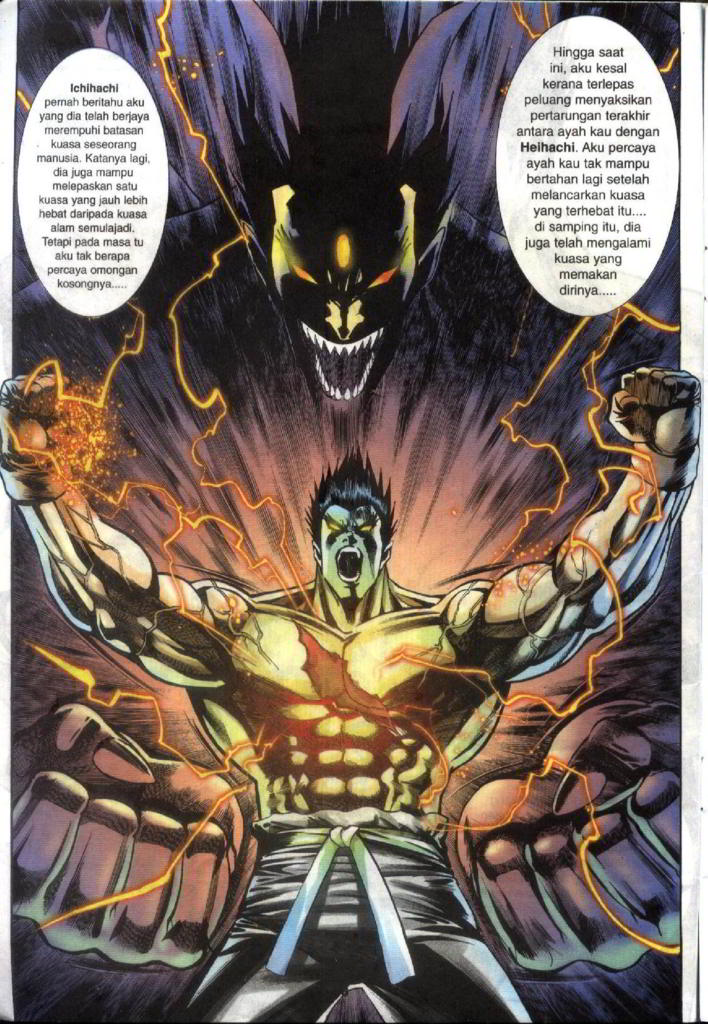 Ichihachi
pernah beritahu aku
yang dia telah berjaya
merempuhi batasan
kuasa seseorang
manusia. Katanya lagi,
dia juga mampu
melepaskan satu
kuasa yang jauh lebih
hebat daripada kuasa
alam semulajadi.
Tetapi pada masa tu
aku tak berapa
percaya omongan
kosongnya.....
Hingga saat
ini, aku kesal
kerana terlepas
peluang menyaksikan
pertarungan terakhir
antara ayah kau dengan
Heihachi. Aku percaya
ayah kau tak mampu
bertahan lagi setelah
melancarkan kuasa
yang terhebat itu....
di samping itu, dia
juga telah mengalami
kuasa yang
memakan
dirinya.....